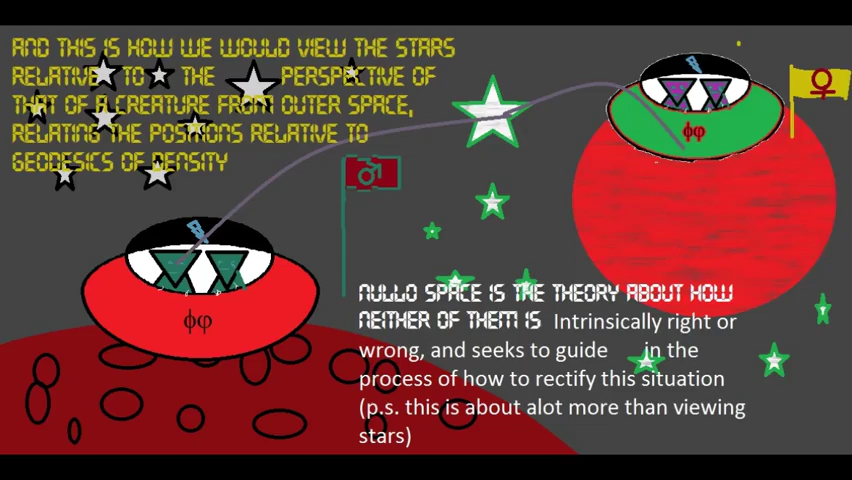 AND THIS IS HOW WE WOULD VIEW THE STARS
RELATIVE TO THE PERSPECTIVE OF
THAT OF A CREATURE FROM OUTER SPACE,
RELATING THE POSITIONS RELATIVE TO
GEODESICS OF DENSITY
ϕφ
♀
♂
ϕφ
NULLO SPACE IS THE THEORY ABOUT HOW
NEITHER OF THEM IS Intrinsically right or
wrong, and seeks to guide in the
process of how to rectify this situation
(p.s. this is about alot more than viewing
stars)